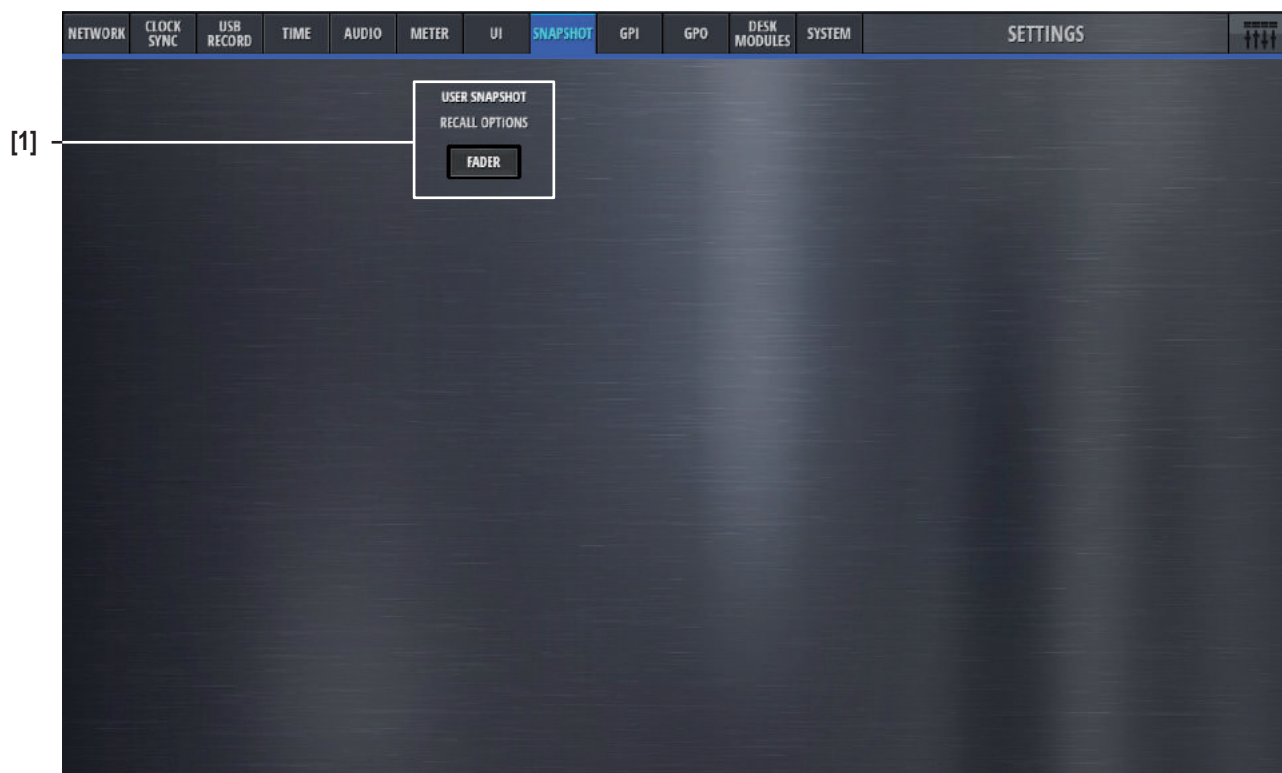 NETWORK
CLOCK
SYNC
USB
RECORD
TIME
AUDIO
METER
UI
SNAPSHOT
GPI
GPO
DESK
MODULES
SYSTEM
SETTINGS
USER SNAPSHOT
RECALL OPTIONS
[1]
FADER